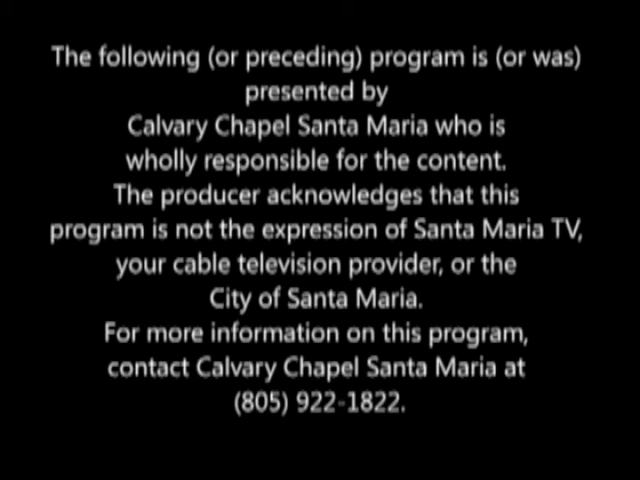 The following (or preceding) program is (or was)
presented by
Calvary Chapel Santa Maria who is
wholly responsible for the content.
The producer acknowledges that this
program is not the expression of Santa Maria TV,
your cable television provider, or the
City of Santa Maria.
For more information on this program,
contact Calvary Chapel Santa Maria at
(805) 922-1822.